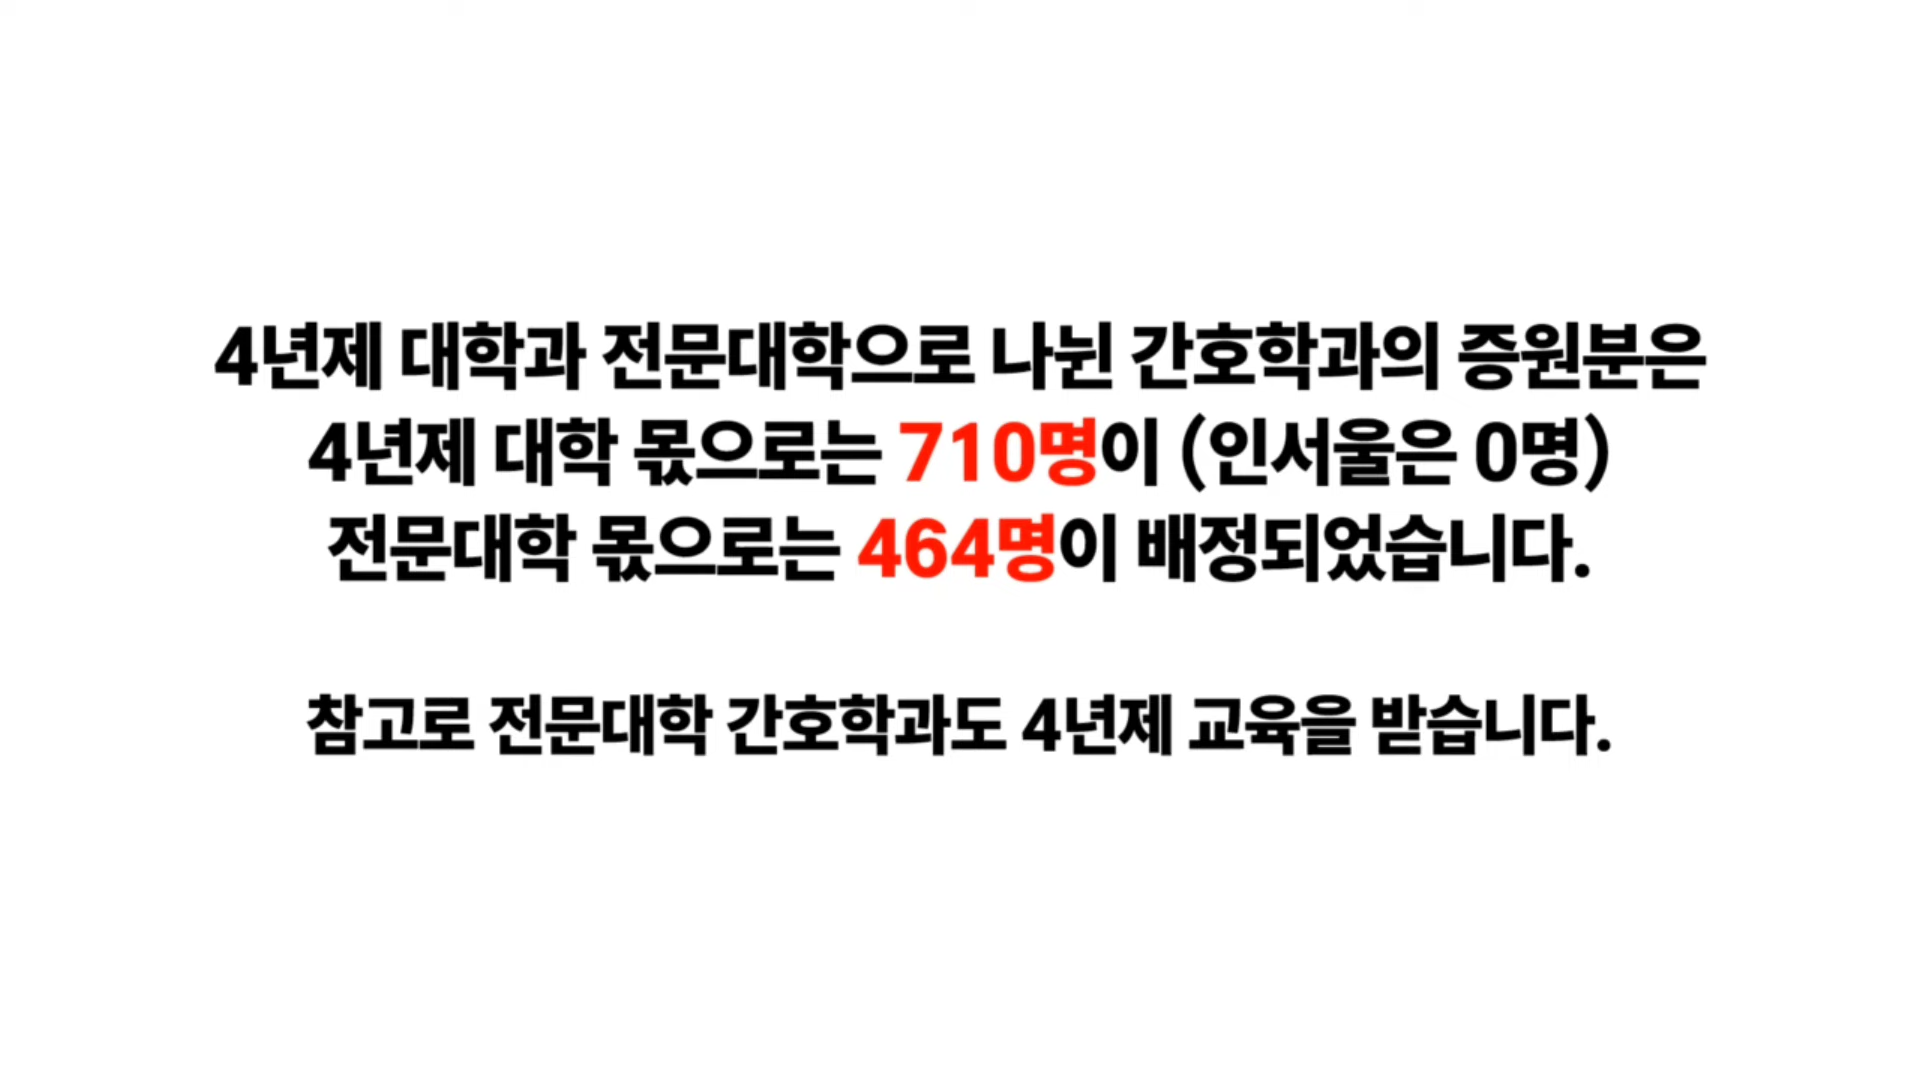 4년제 대학과 전문대학으로 나뉜 간호학과의 증원분은
4년제 대학 몫으로는 710명이 (인서울은 0명)
전문대학 몫으로는 464명이 배정되었습니다.
참고로 전문대학 간호학과도 4년제 교육을 받습니다.